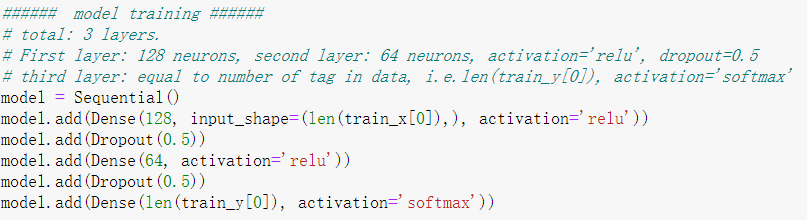 ######  model training ######
# total: 3 layers.
# First layer: 128 neurons, second layer: 64 neurons, activation='relu', dropout=0.5
# third layer: equal to number of tag in data, i.e.len(train_y[0]), activation='softmax'
model = Sequential()
model.add(Dense(128, input_shape=(len(train_x[0]),), activation='relu'))
model.add(Dropout(0.5))
model.add(Dense(64, activation='relu'))
model.add(Dropout(0.5))
model.add(Dense(len(train_y[0]), activation='softmax'))